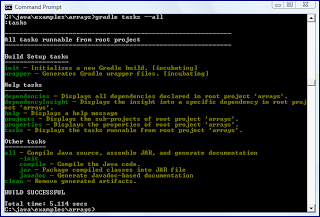 Command Prompt
C:\java\examples\arrays>gradle tasks --all
:tasks
------------------------------------------------------------
All tasks runnable from root project
------------------------------------------------------------
Build Setup tasks
-----------------
init - Initializes a new Gradle build. [incubating]
wrapper - Generates Gradle wrapper files. [incubating]
Help tasks
----------
dependencies - Displays all dependencies declared in root project 'arrays'.
dependencyInsight - Displays the insight into a specific dependency in root proj
ect 'arrays'.
help - Displays a help message
projects - Displays the sub-projects of root project 'arrays'.
properties - Displays the properties of root project 'arrays'.
tasks - Displays the tasks runnable from root project 'arrays'.
Other tasks
-----------
all - Compile Java source, assemble JAR, and generate documentation
-init
compile - Compile the Java code.
jar - Package compiled classes into JAR file
javadoc - Generate Javadoc-based documentation
clean - Remove generated artifacts.
BUILD SUCCESSFUL
Total time: 5.114 secs
C:\java\examples\arrays>